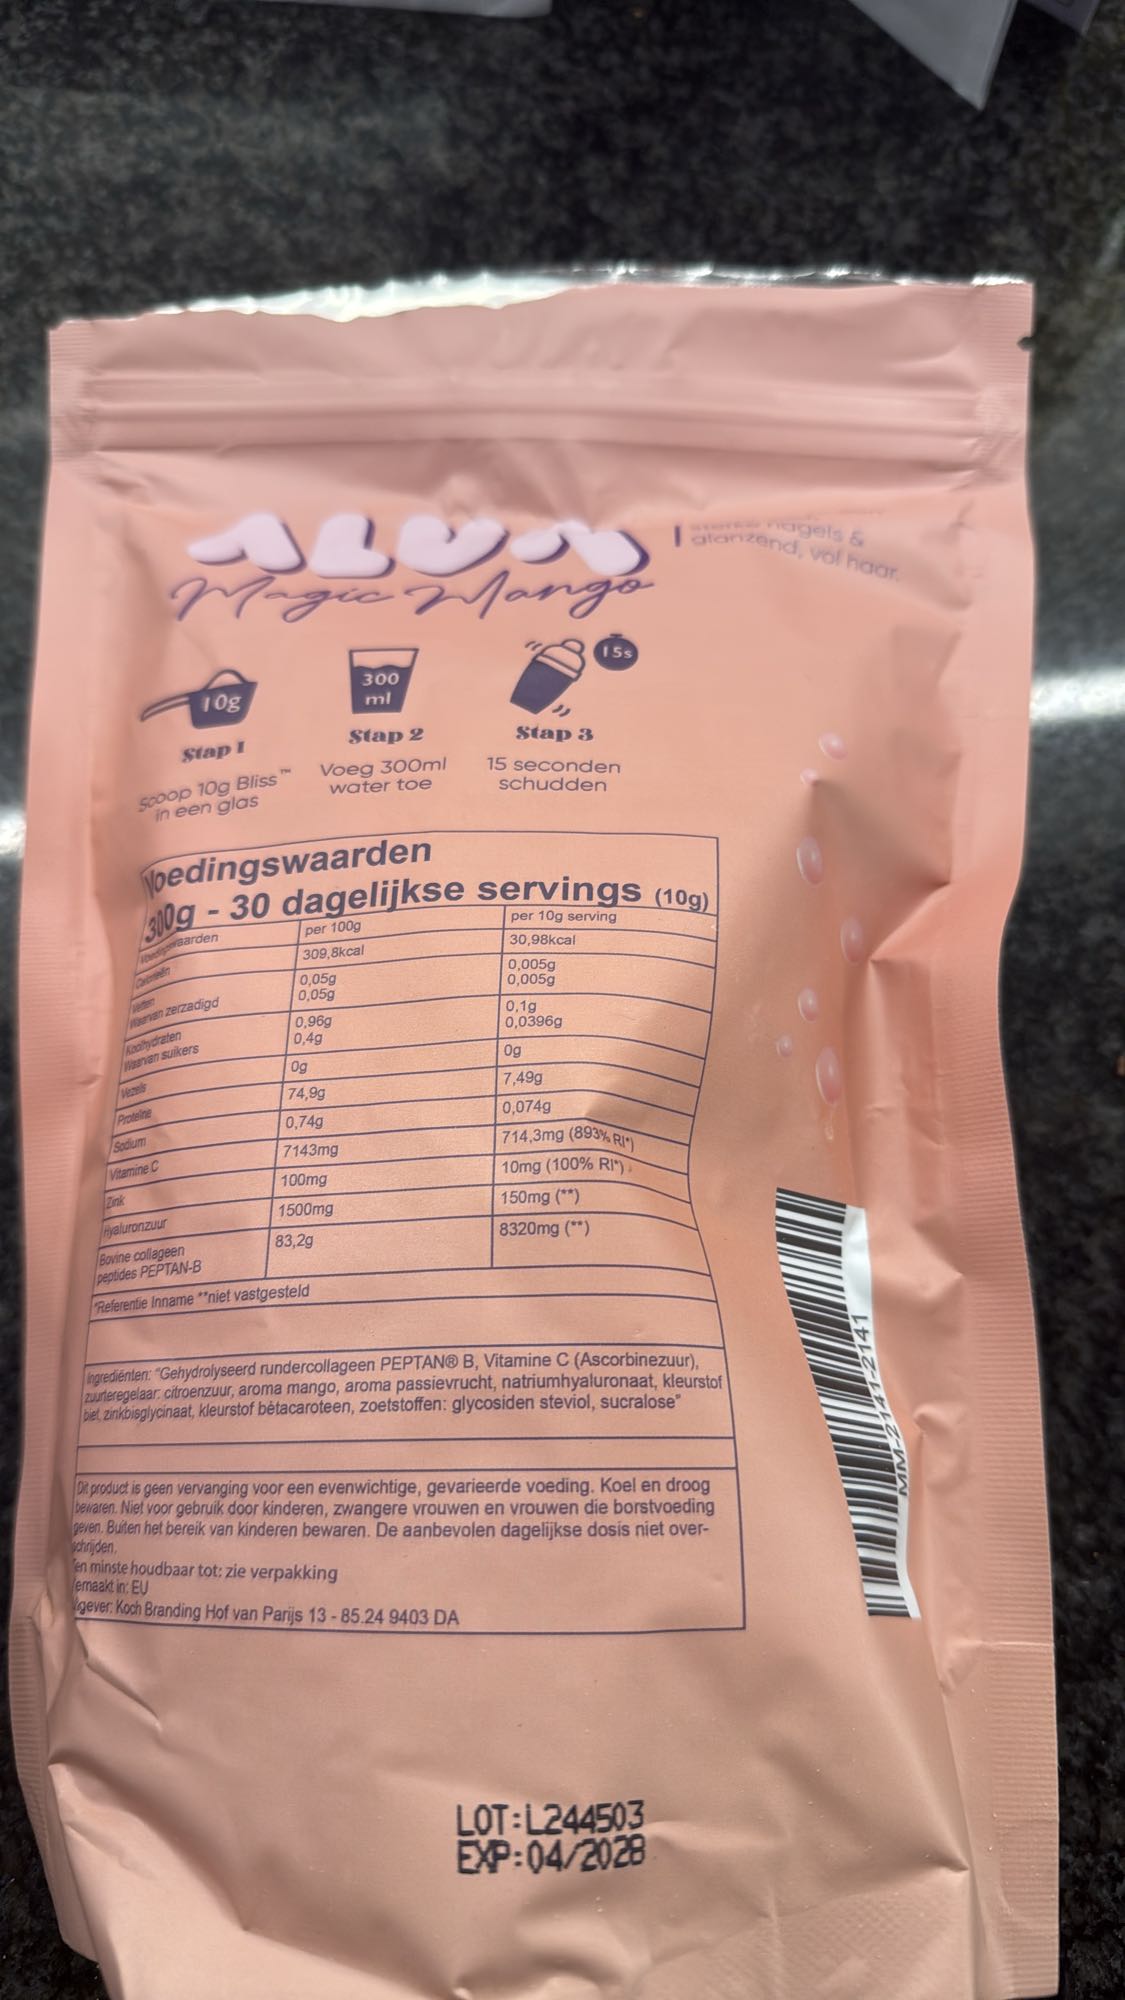 ALUA
Magic Mango
nagels &
glanzend, vol haar.
10g
300
ml
15s
Stap 1
Stap 2
Stap 3
Scoop 10g Bliss™
in een glas
Voeg 300ml
water toe
15 seconden
schudden
Voedingswaarden
300g - 30 dagelijkse servings (10g)
Voedingswaarden per 100g per 10g serving
Calorieën 309,8kcal 30,98kcal
Vetten 0,05g 0,005g
Waarvan verzadigd 0,05g 0,005g
Koolhydraten 0,96g 0,1g
Waarvan suikers 0,4g 0,0396g
Vezels 0g 0g
Proteïne 74,9g 7,49g
Sodium 0,74g 0,074g
Vitamine C 7143mg 714,3mg (893% RI*)
Zink 100mg 10mg (100% RI*)
Hyaluronzuur 1500mg 150mg (**)
Bovine collageen 83,2g 8320mg (**)
peptides PEPTAN-B
*Referentie Inname **niet vastgesteld
Ingrediënten: "Gehydrolyseerd rundercollageen PEPTAN® B, Vitamine C (Ascorbinezuur),
zuurteregelaar: citroenzuur, aroma mango, aroma passievrucht, natriumhyaluronaat, kleurstof
biet, zinkbisglycinaat, kleurstof bètacaroteen, zoetstoffen: glycosiden steviol, sucralose"
Dit product is geen vervanging voor een evenwichtige, gevarieerde voeding. Koel en droog
bewaren. Niet voor gebruik door kinderen, zwangere vrouwen en vrouwen die borstvoeding
geven. Buiten het bereik van kinderen bewaren. De aanbevolen dagelijkse dosis niet over-
schrijden,
Ten minste houdbaar tot: zie verpakking
emaakt in: EU
gever: Koch Branding Hof van Parijs 13 - 85.24 9403 DA
MM-2141-2141
LOT:L244503
EXP:04/2028